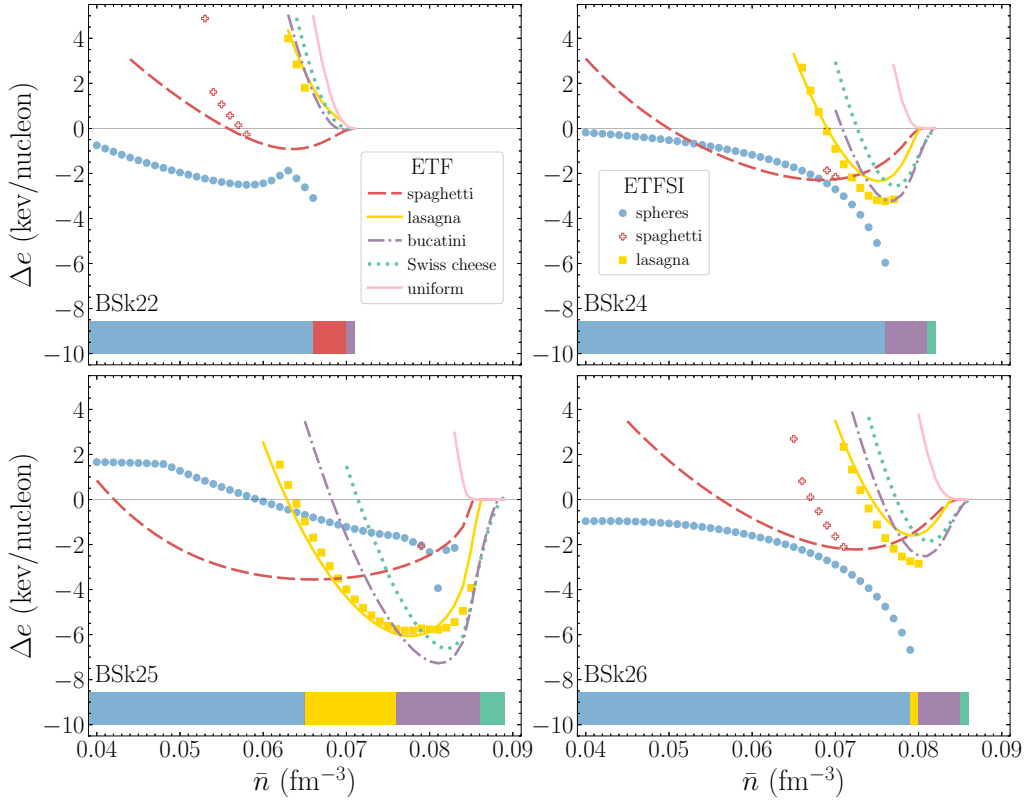 4
2
0
−2
−4
−6
−8
−10
Δe (kev/nucleon)
ETF
spaghetti
lasagna
bucatini
Swiss cheese
uniform
BSk22
4
2
0
−2
−4
−6
−8
−10
ETFSI
spheres
spaghetti
lasagna
BSk24
4
2
0
−2
−4
−6
−8
−10
Δe (kev/nucleon)
BSk25
0.04 0.05 0.06 0.07 0.08 0.09
n̄ (fm⁻³)
4
2
0
−2
−4
−6
−8
−10
BSk26
0.04 0.05 0.06 0.07 0.08 0.09
n̄ (fm⁻³)